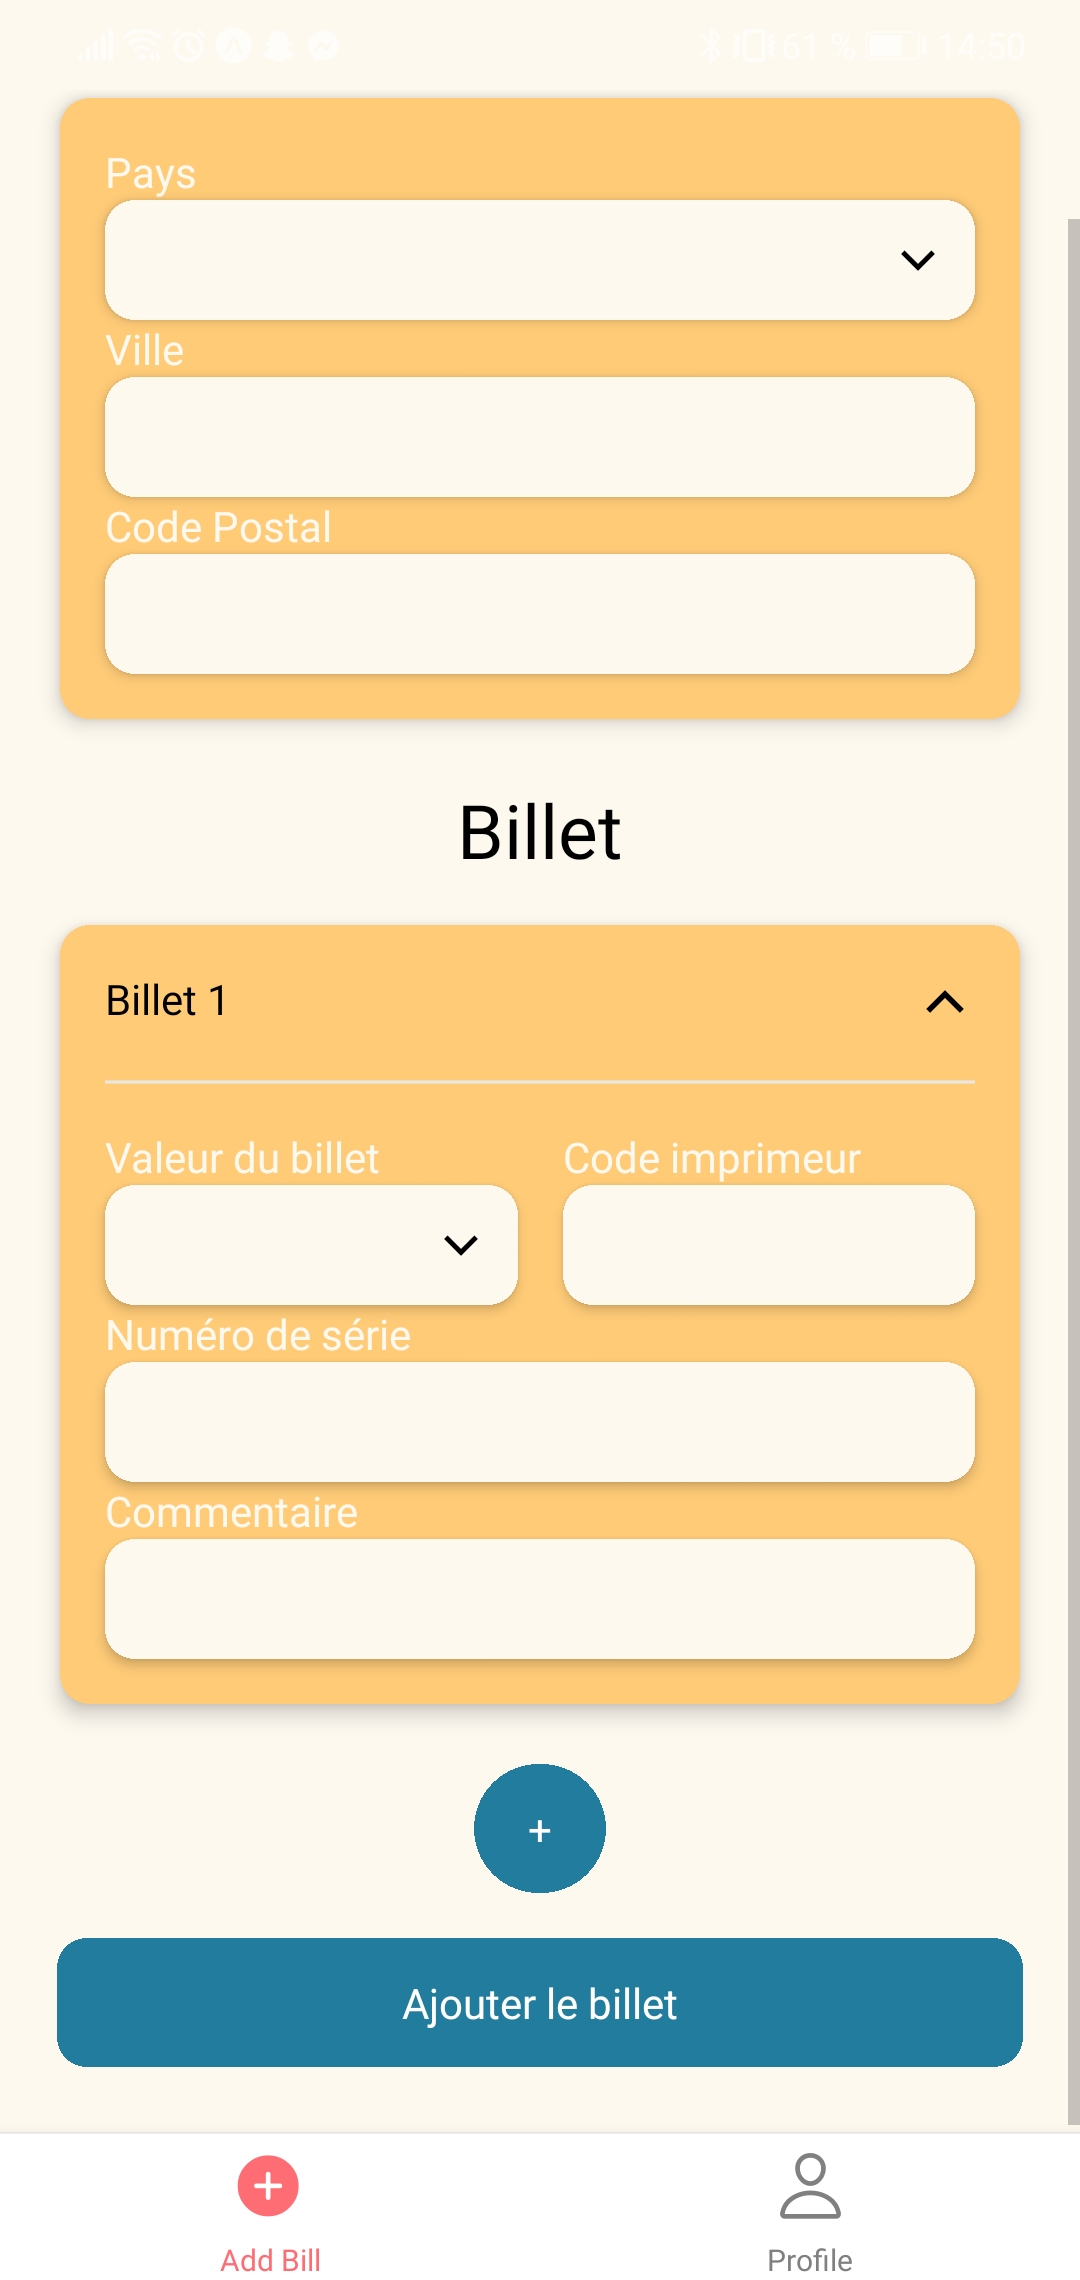 61 % 14:50
Pays
Ville
Code Postal
Billet
Billet 1
Valeur du billet Code imprimeur
Numéro de série
Commentaire
+
Ajouter le billet
Add Bill Profile